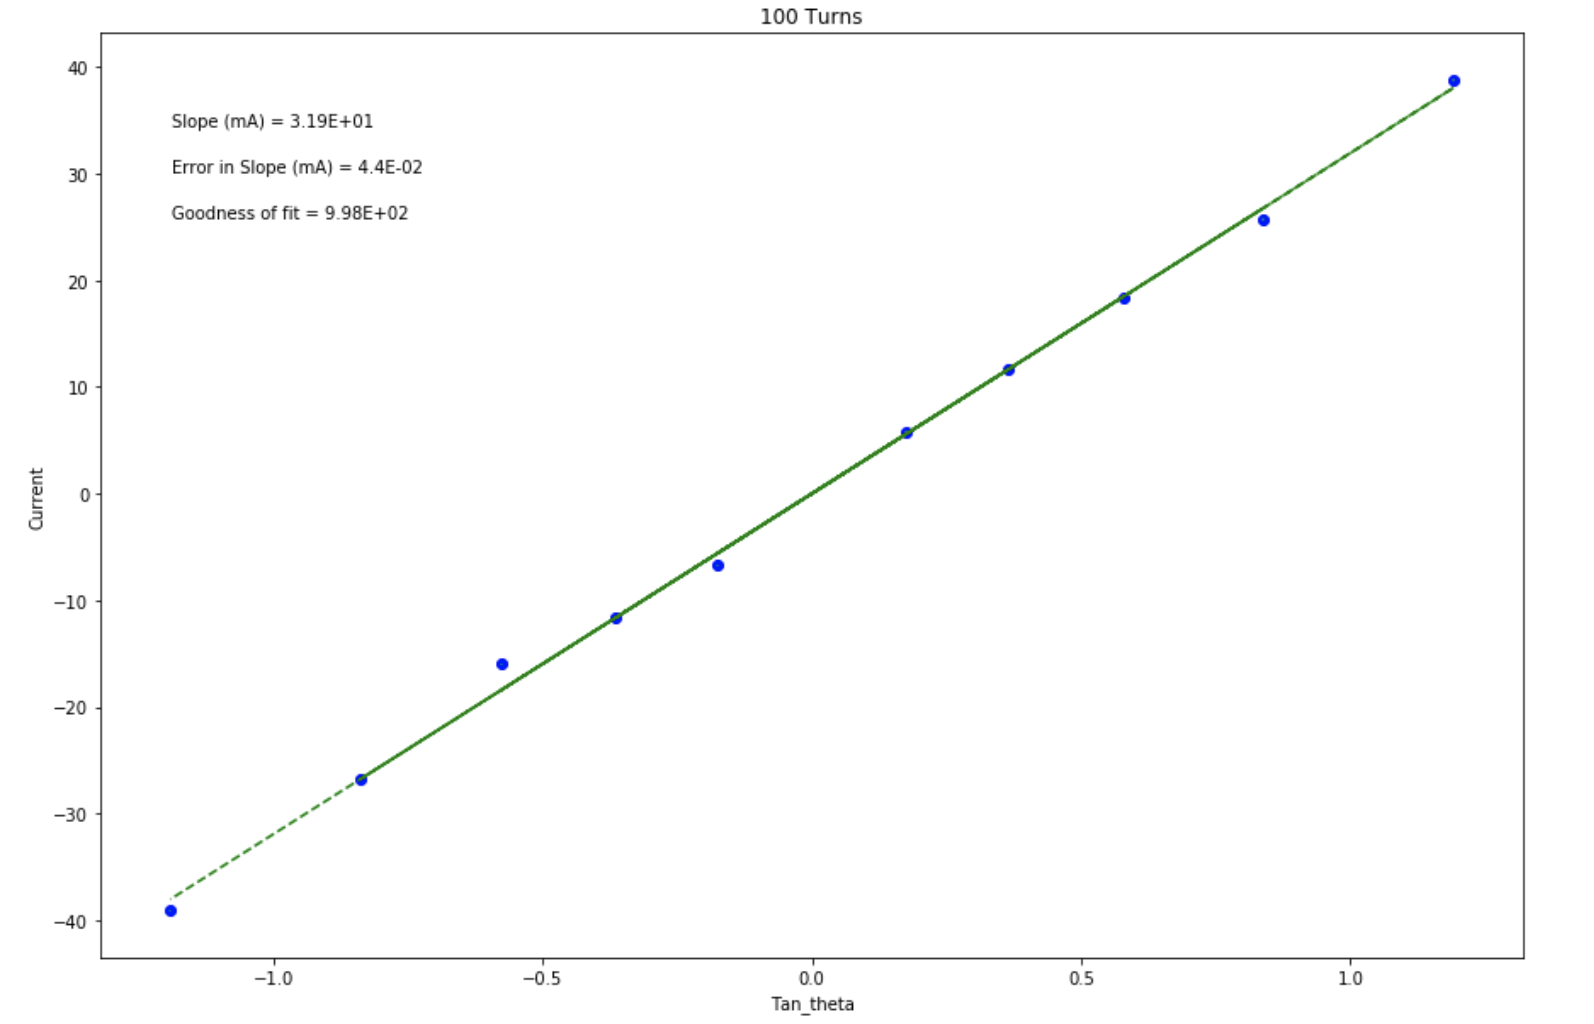 100 Turns
Slope (mA) = 3.19E+01
Error in Slope (mA) = 4.4E-02
Goodness of fit = 9.98E+02
40
30
20
10
0
−10
−20
−30
−40
Current
−1.0
−0.5
0.0
0.5
1.0
Tan_theta